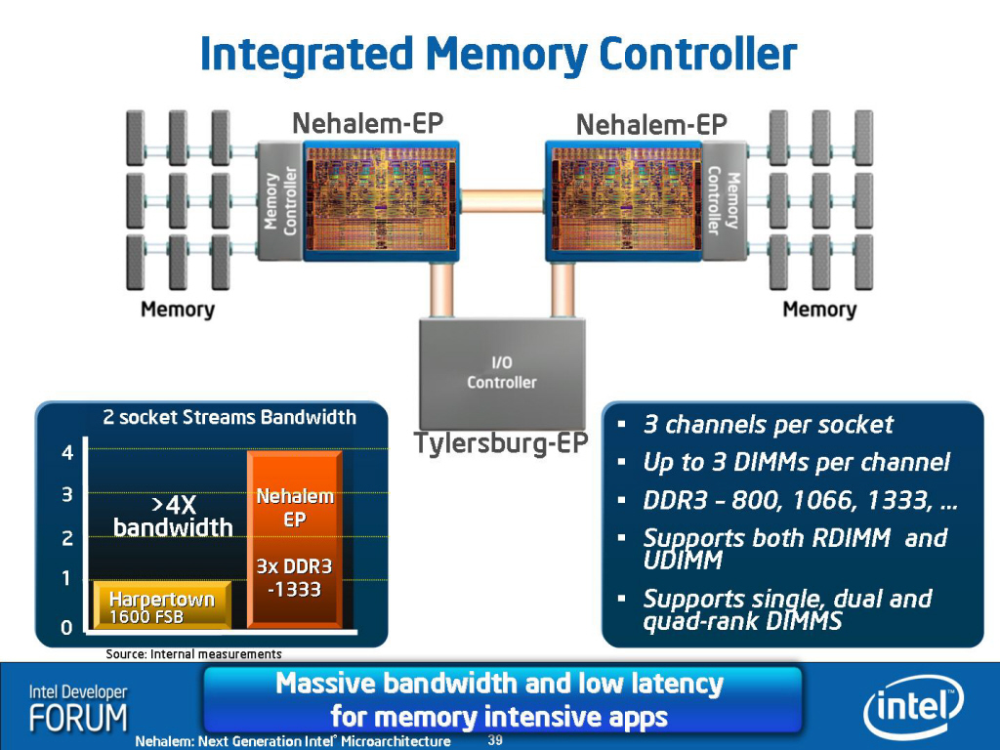 Integrated Memory Controller
Nehalem-EP
Nehalem-EP
Memory
Controller
Memory
Controller
Memory
Memory
I/O
Controller
Tylersburg-EP
2 socket Streams Bandwidth
4
3
2
1
0
>4X
bandwidth
Nehalem
EP
3x DDR3
-1333
Harpertown
1600 FSB
Source: Internal measurements
▪ 3 channels per socket
▪ Up to 3 DIMMs per channel
▪ DDR3 – 800, 1066, 1333, ...
▪ Supports both RDIMM and
UDIMM
▪ Supports single, dual and
quad-rank DIMMS
Massive bandwidth and low latency
for memory intensive apps
Intel Developer
FORUM
Nehalem: Next Generation Intel® Microarchitecture
39
intel™